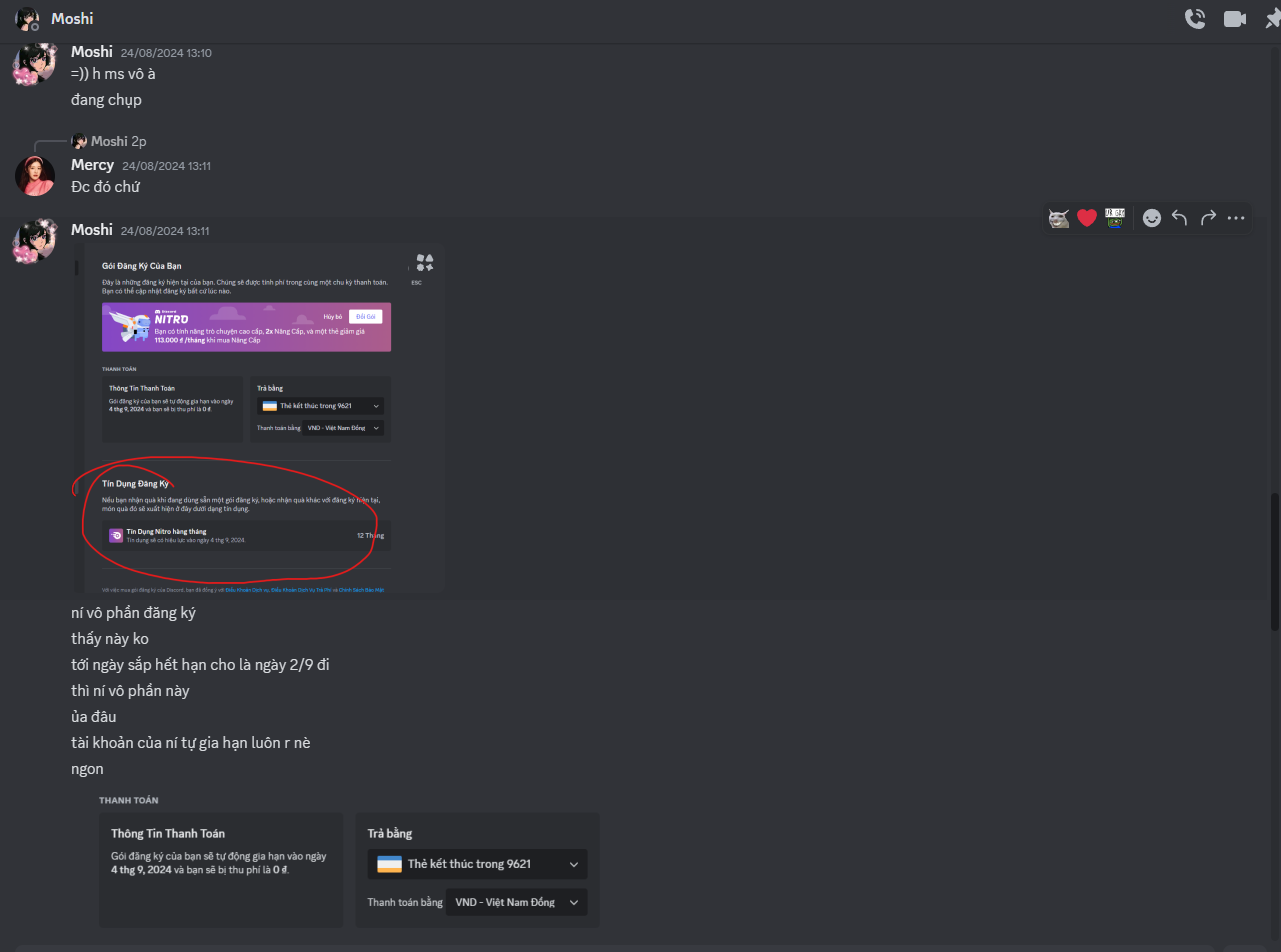 Moshi
Moshi 24/08/2024 13:10
=)) h ms vô à
đang chụp
Moshi 2p
Mercy 24/08/2024 13:11
Đc đó chứ
Moshi 24/08/2024 13:11
Gói Đăng Ký Của Bạn
ESC
Đây là những đăng ký hiện tại của bạn. Chúng sẽ được tính phí trong cùng một chu kỳ thanh toán.
Bạn có thể cập nhật đăng ký bất cứ lúc nào.
Discord
NITRO
Hủy bỏ
Đổi Gói
Bạn có tính năng trò chuyện cao cấp, 2x Nâng Cấp, và một thẻ giảm giá
113.000 ₫ /tháng khi mua Nâng Cấp
THANH TOÁN
Thông Tin Thanh Toán
Gói đăng ký của bạn sẽ tự động gia hạn vào ngày
4 thg 9, 2024 và bạn sẽ bị thu phí là 0 ₫.
Trả bằng
Thẻ kết thúc trong 9621
Thanh toán bằng VND - Việt Nam Đồng
Tín Dụng Đăng Ký
Nếu bạn nhận quà khi đang dùng sẵn một gói đăng ký, hoặc nhận quà khác với đăng ký hiện tại,
món quà đó sẽ xuất hiện ở đây dưới dạng tín dụng.
Tín Dụng Nitro hàng tháng
12 Tháng
Tín dụng sẽ có hiệu lực vào ngày 4 thg 9, 2024.
Với việc mua gói đăng ký của Discord, bạn đã đồng ý với Điều Khoản Dịch vụ, Điều Khoản Dịch Vụ Trả Phí và Chính Sách Bảo Mật
ní vô phần đăng ký
thấy này ko
tới ngày sắp hết hạn cho là ngày 2/9 đi
thì ní vô phần này
ủa đâu
tài khoản của ní tự gia hạn luôn r nè
ngon
THANH TOÁN
Thông Tin Thanh Toán
Gói đăng ký của bạn sẽ tự động gia hạn vào ngày
4 thg 9, 2024 và bạn sẽ bị thu phí là 0 ₫.
Trả bằng
Thẻ kết thúc trong 9621
Thanh toán bằng VND - Việt Nam Đồng